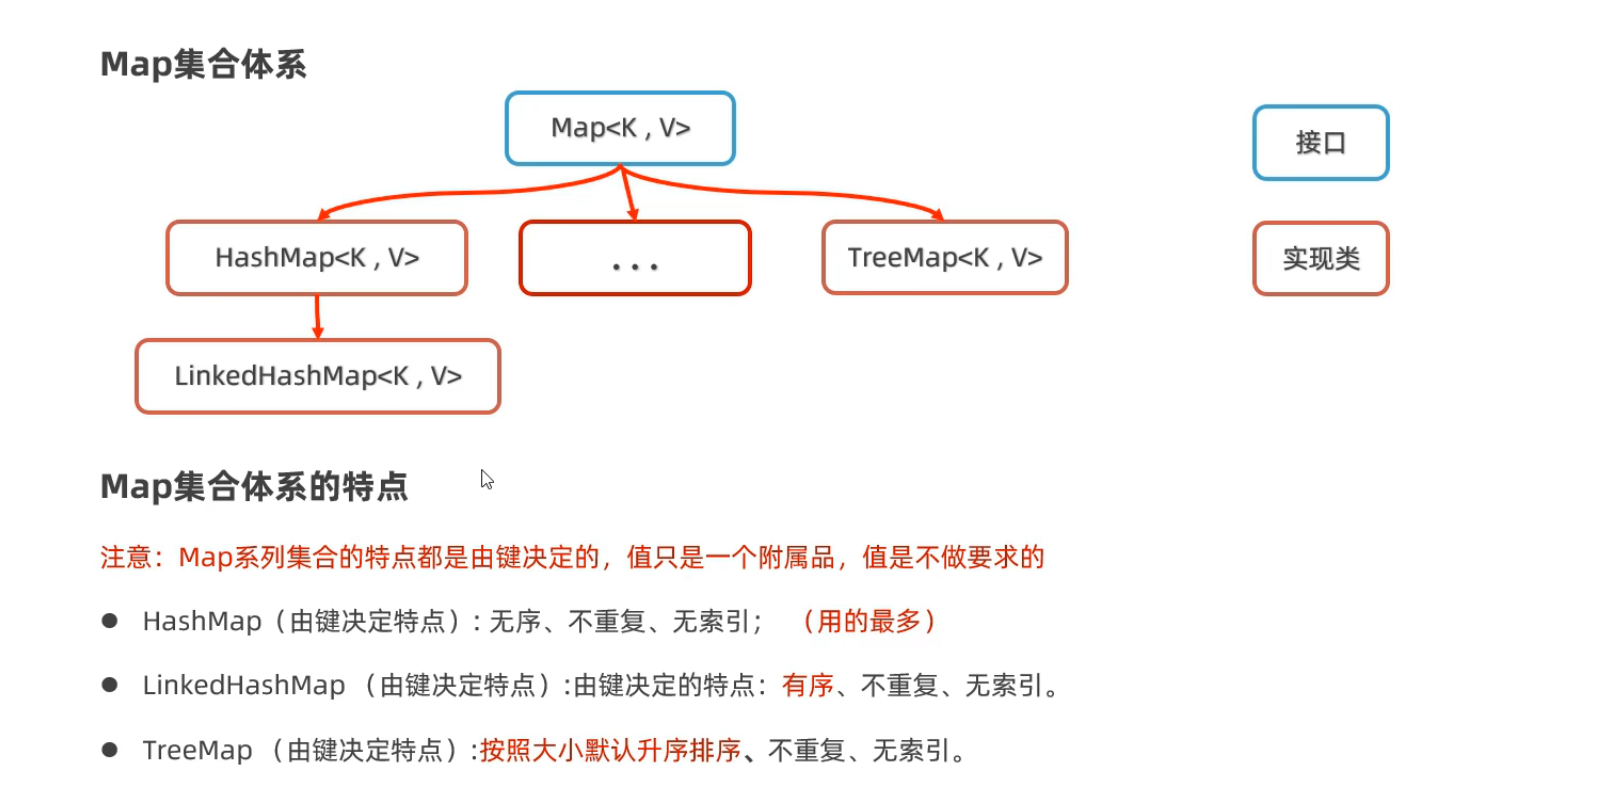 Map集合体系
Map<K , V>
接口
HashMap<K , V>
...
TreeMap<K , V>
实现类
LinkedHashMap<K , V>
Map集合体系的特点
注意：Map系列集合的特点都是由键决定的，值只是一个附属品，值是不做要求的
● HashMap（由键决定特点）: 无序、不重复、无索引； （用的最多）
● LinkedHashMap （由键决定特点）:由键决定的特点：有序、不重复、无索引。
● TreeMap （由键决定特点）:按照大小默认升序排序、不重复、无索引。